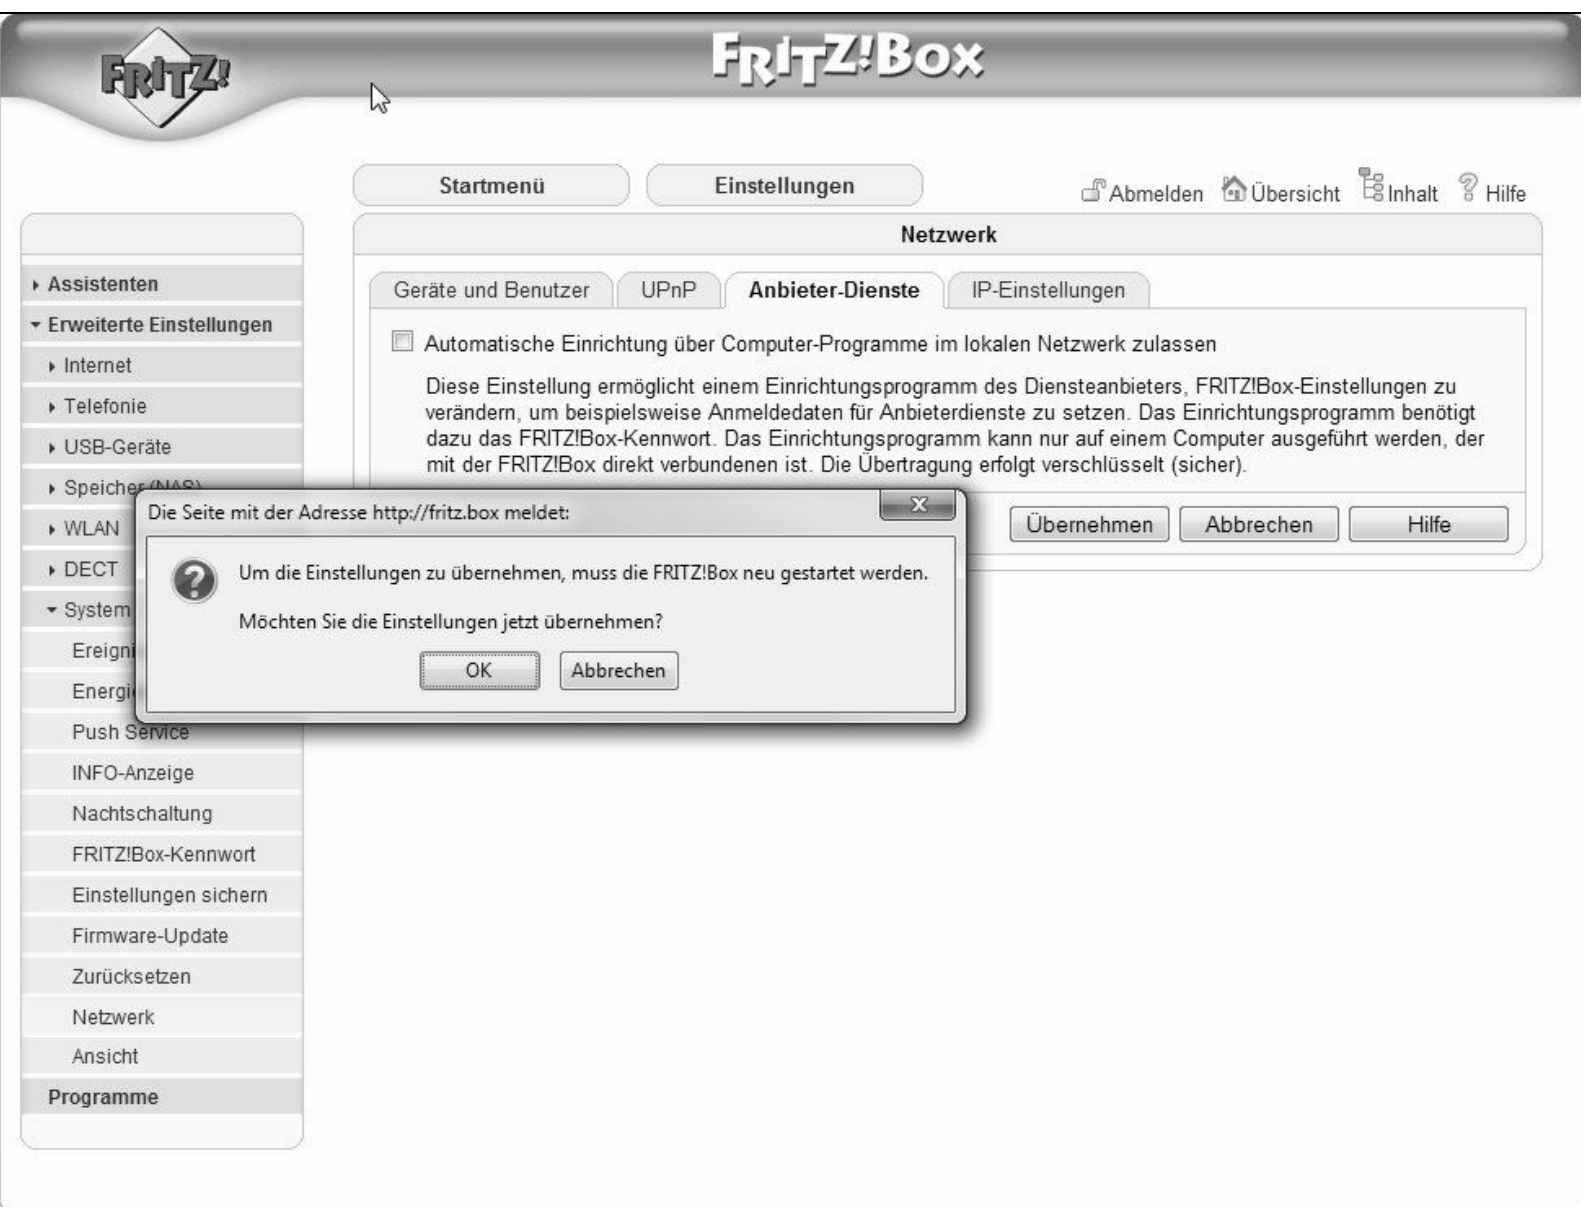 FRITZ!
FRITZ!Box
Startmenü
Einstellungen
Abmelden
Übersicht
Inhalt
Hilfe
Netzwerk
Assistenten
Erweiterte Einstellungen
Internet
Telefonie
USB-Geräte
Speicher (NAS)
WLAN
DECT
System
Ereigni
Energi
Push Service
INFO-Anzeige
Nachtschaltung
FRITZ!Box-Kennwort
Einstellungen sichern
Firmware-Update
Zurücksetzen
Netzwerk
Ansicht
Programme
Geräte und Benutzer
UPnP
Anbieter-Dienste
IP-Einstellungen
Automatische Einrichtung über Computer-Programme im lokalen Netzwerk zulassen
Diese Einstellung ermöglicht einem Einrichtungsprogramm des Diensteanbieters, FRITZ!Box-Einstellungen zu
verändern, um beispielsweise Anmeldedaten für Anbieterdienste zu setzen. Das Einrichtungsprogramm benötigt
dazu das FRITZ!Box-Kennwort. Das Einrichtungsprogramm kann nur auf einem Computer ausgeführt werden, der
mit der FRITZ!Box direkt verbundenen ist. Die Übertragung erfolgt verschlüsselt (sicher).
Übernehmen
Abbrechen
Hilfe
Die Seite mit der Adresse http://fritz.box meldet:
Um die Einstellungen zu übernehmen, muss die FRITZ!Box neu gestartet werden.
Möchten Sie die Einstellungen jetzt übernehmen?
OK
Abbrechen